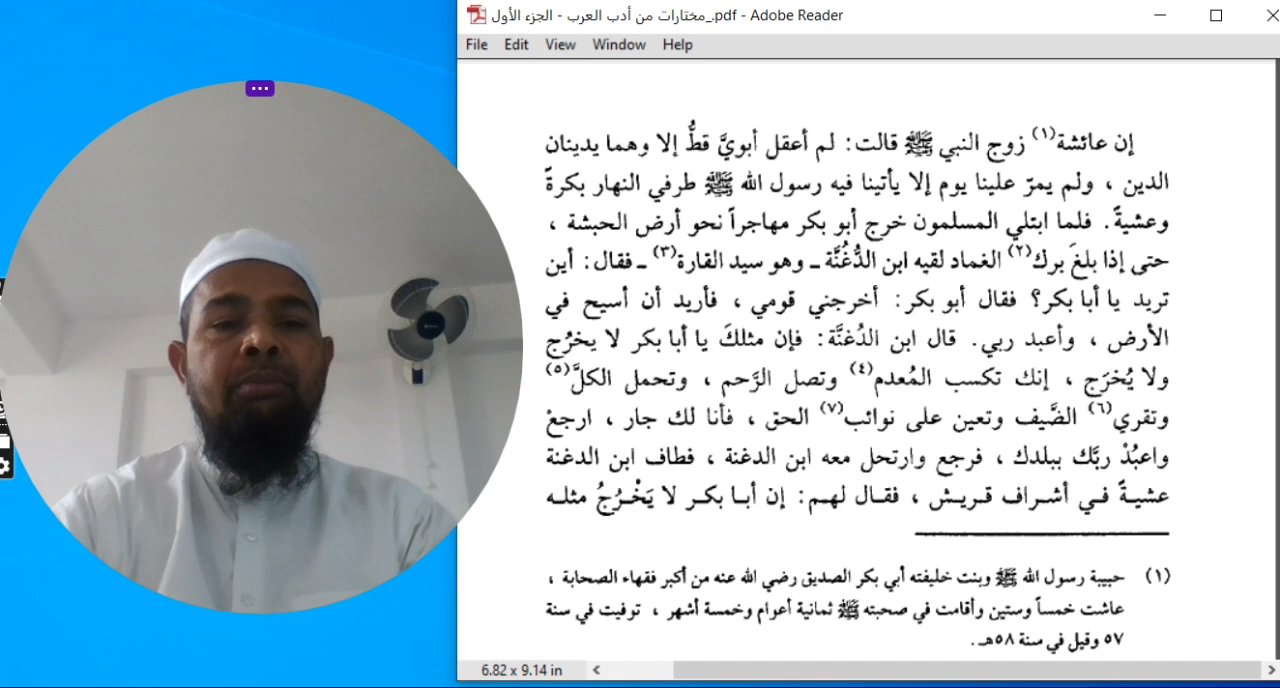 مختارات من أدب العرب - الجزء الأول_.pdf - Adobe Reader
File Edit View Window Help
إن عائشة(١) زوج النبي ﷺ قالت: لم أعقل أبويَّ قطُّ إلا وهما يدينان
الدين ، ولم يمرّ علينا يوم إلا يأتينا فيه رسول الله ﷺ طرفي النهار بكرةً
وعشيةً. فلما ابتلي المسلمون خرج أبو بكر مهاجراً نحو أرض الحبشة ،
حتى إذا بلغَ برك(٢) الغماد لقيه ابن الدُّغُنَّة ـ وهو سيد القارة(٣) ـ فقال: أين
تريد يا أبا بكر؟ فقال أبو بكر: أخرجني قومي ، فأريد أن أسيح في
الأرض ، وأعبد ربي. قال ابن الدُغنَّة: فإن مثلكَ يا أبا بكر لا يخرُج
ولا يُخرَج ، إنك تكسب المُعدم(٤) وتصل الرَّحم ، وتحمل الكلَّ(٥)
وتقري(٦) الضَّيف وتعين على نوائب(٧) الحق ، فأنا لك جار ، ارجعْ
واعبُدْ ربَّك ببلدك ، فرجع وارتحل معه ابن الدغنة ، فطاف ابن الدغنة
عشيةً في أشراف قريش ، فقال لهم: إن أبا بكر لا يَخْرُجُ مثله
(١) حبيبة رسول الله ﷺ وبنت خليفته أبي بكر الصديق رضي الله عنه من أكبر فقهاء الصحابة ،
عاشت خمساً وستين وأقامت في صحبته ﷺ ثمانية أعوام وخمسة أشهر ، توفيت في سنة
٥٧ وقيل في سنة ٥٨هـ.
6.82 x 9.14 in